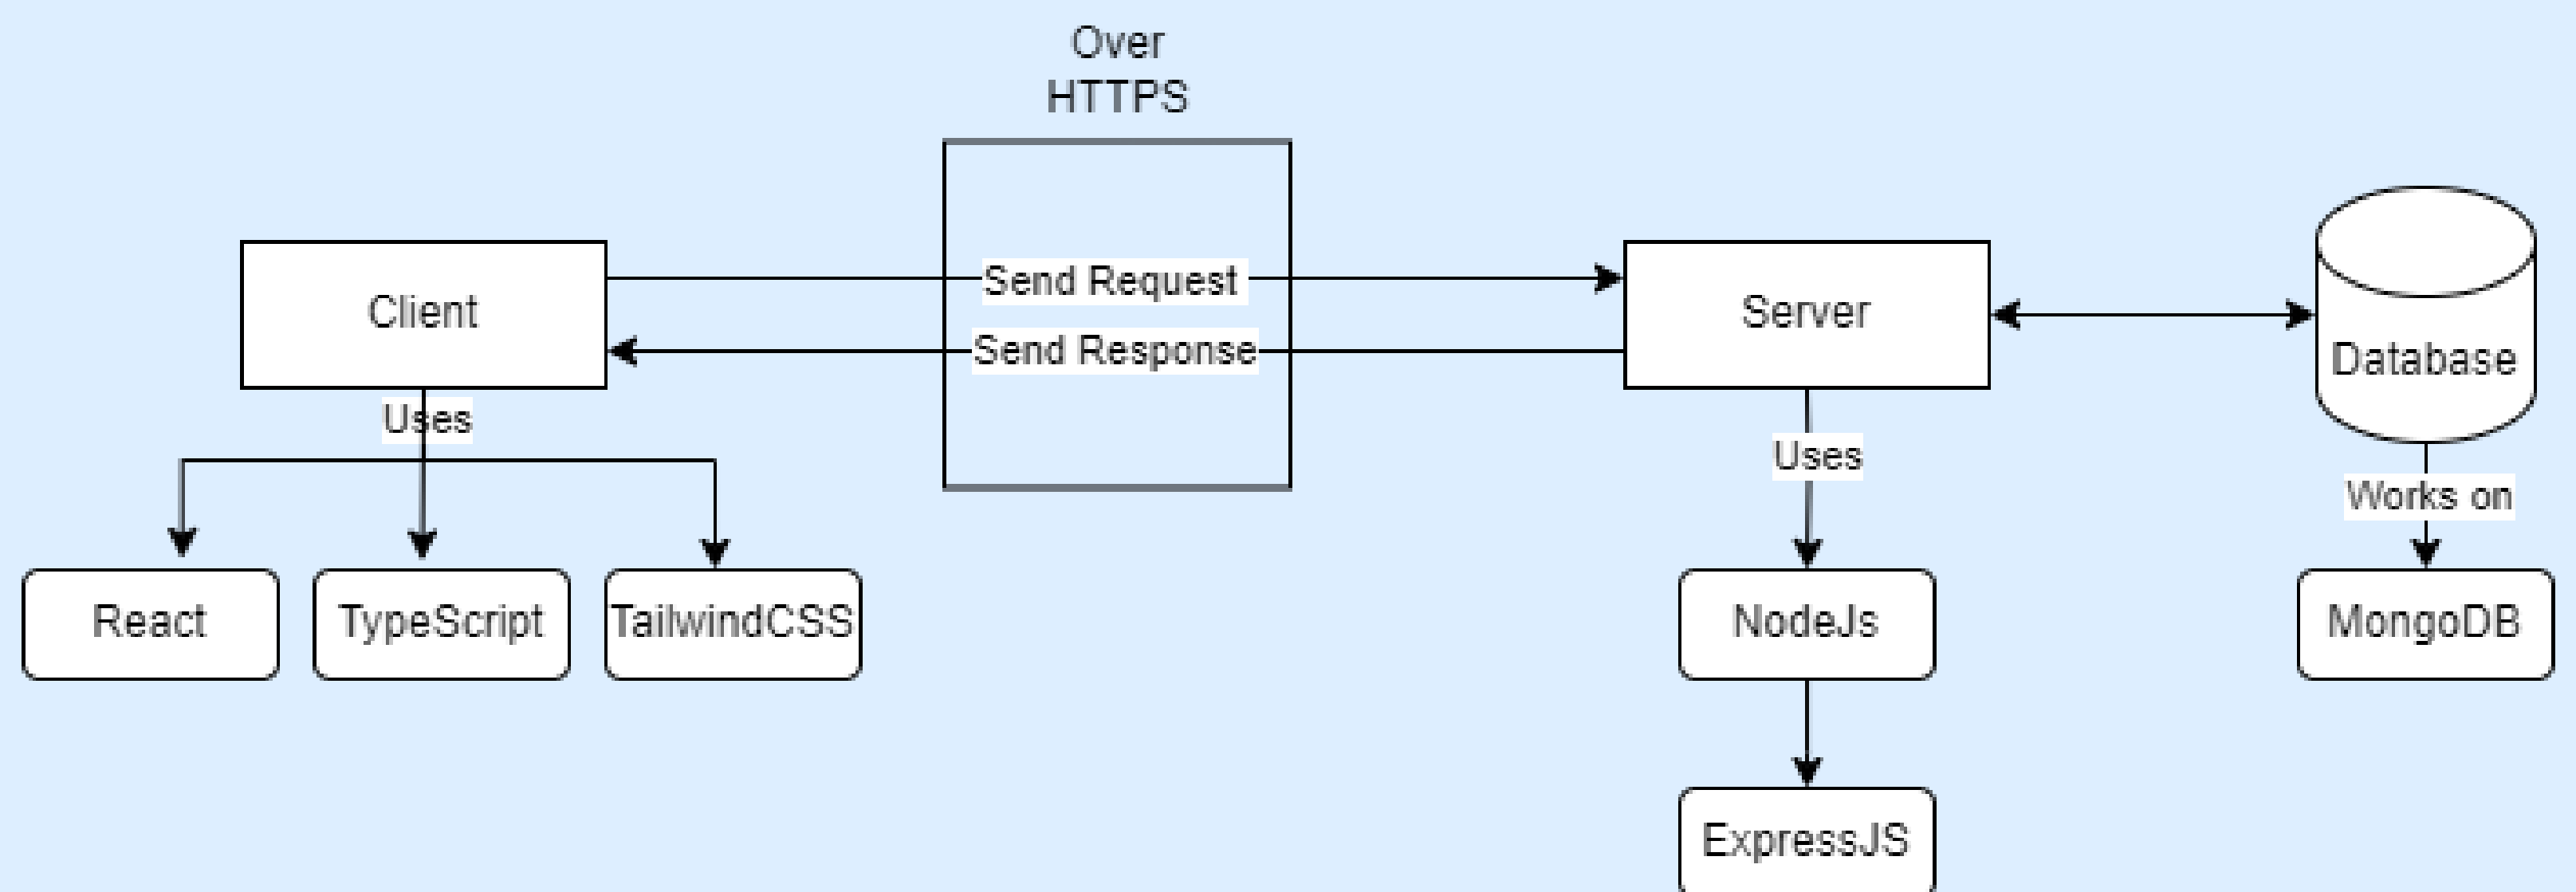 Over
HTTPS
Send Request
Client
Server
Send Response
Database
Uses
Uses
Works on
React
TypeScript
TailwindCSS
NodeJs
MongoDB
ExpressJS